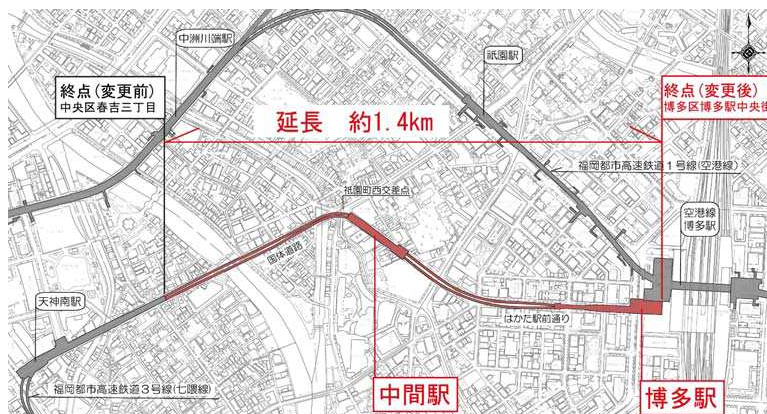 中洲川端駅
祇園駅
終点(変更前)
中央区春吉三丁目
終点(変更後)
博多区博多駅中央街
延長 約1.4km
福岡都市高速鉄道1号線(空港線)
祇園町西交差点
空港線
博多駅
国体道路
天神南駅
はかた駅前通り
福岡都市高速鉄道3号線(七隈線)
中間駅
博多駅